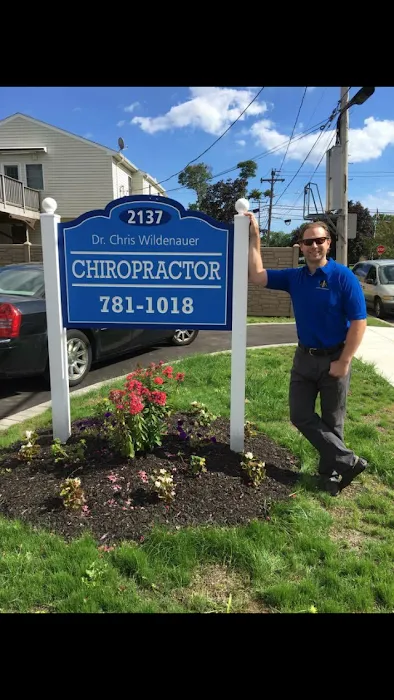 2137
Dr. Chris Wildenauer
CHIROPRACTOR
781-1018